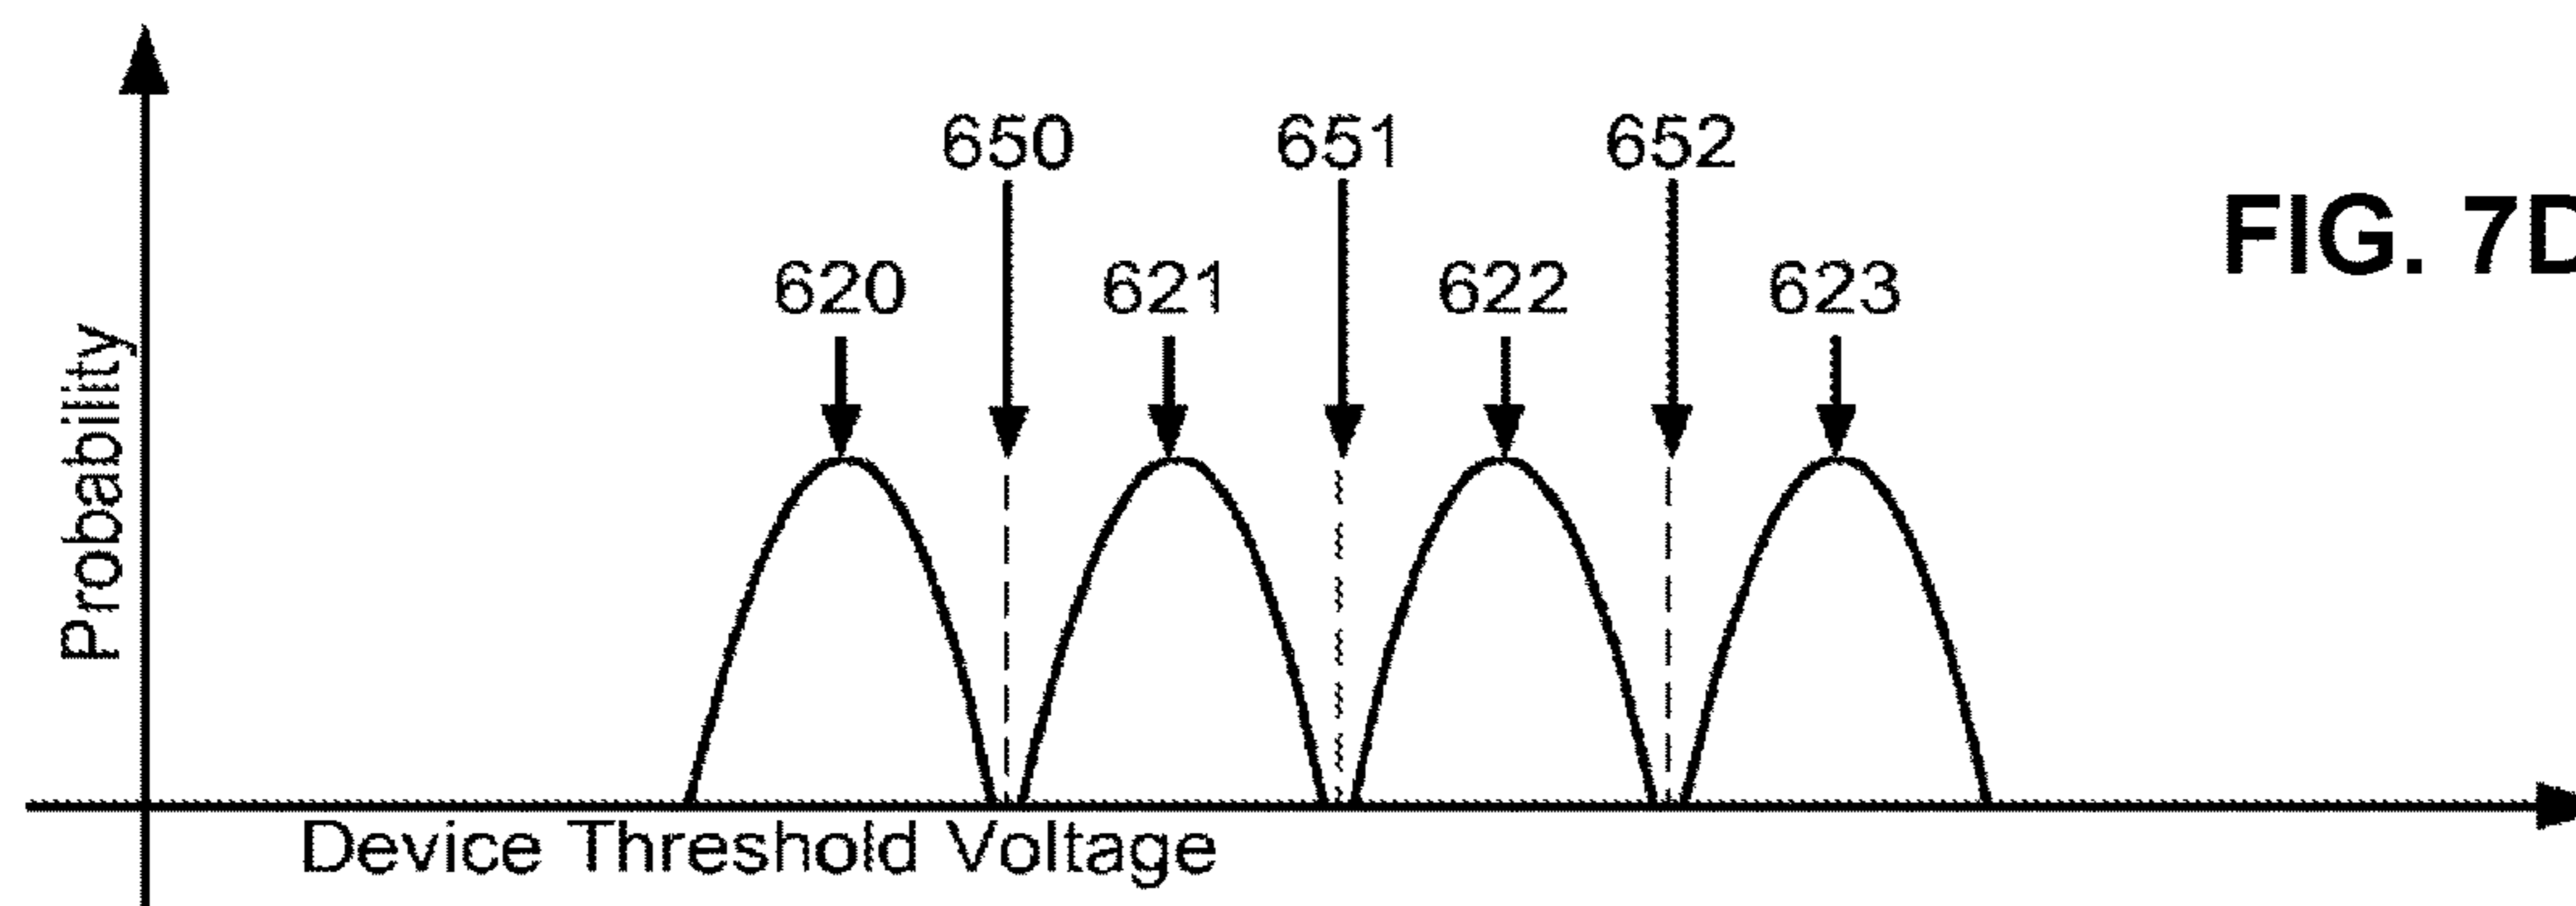 650 651 652
FIG. 7D
620 621 622 623
Probability
Device Threshold Voltage